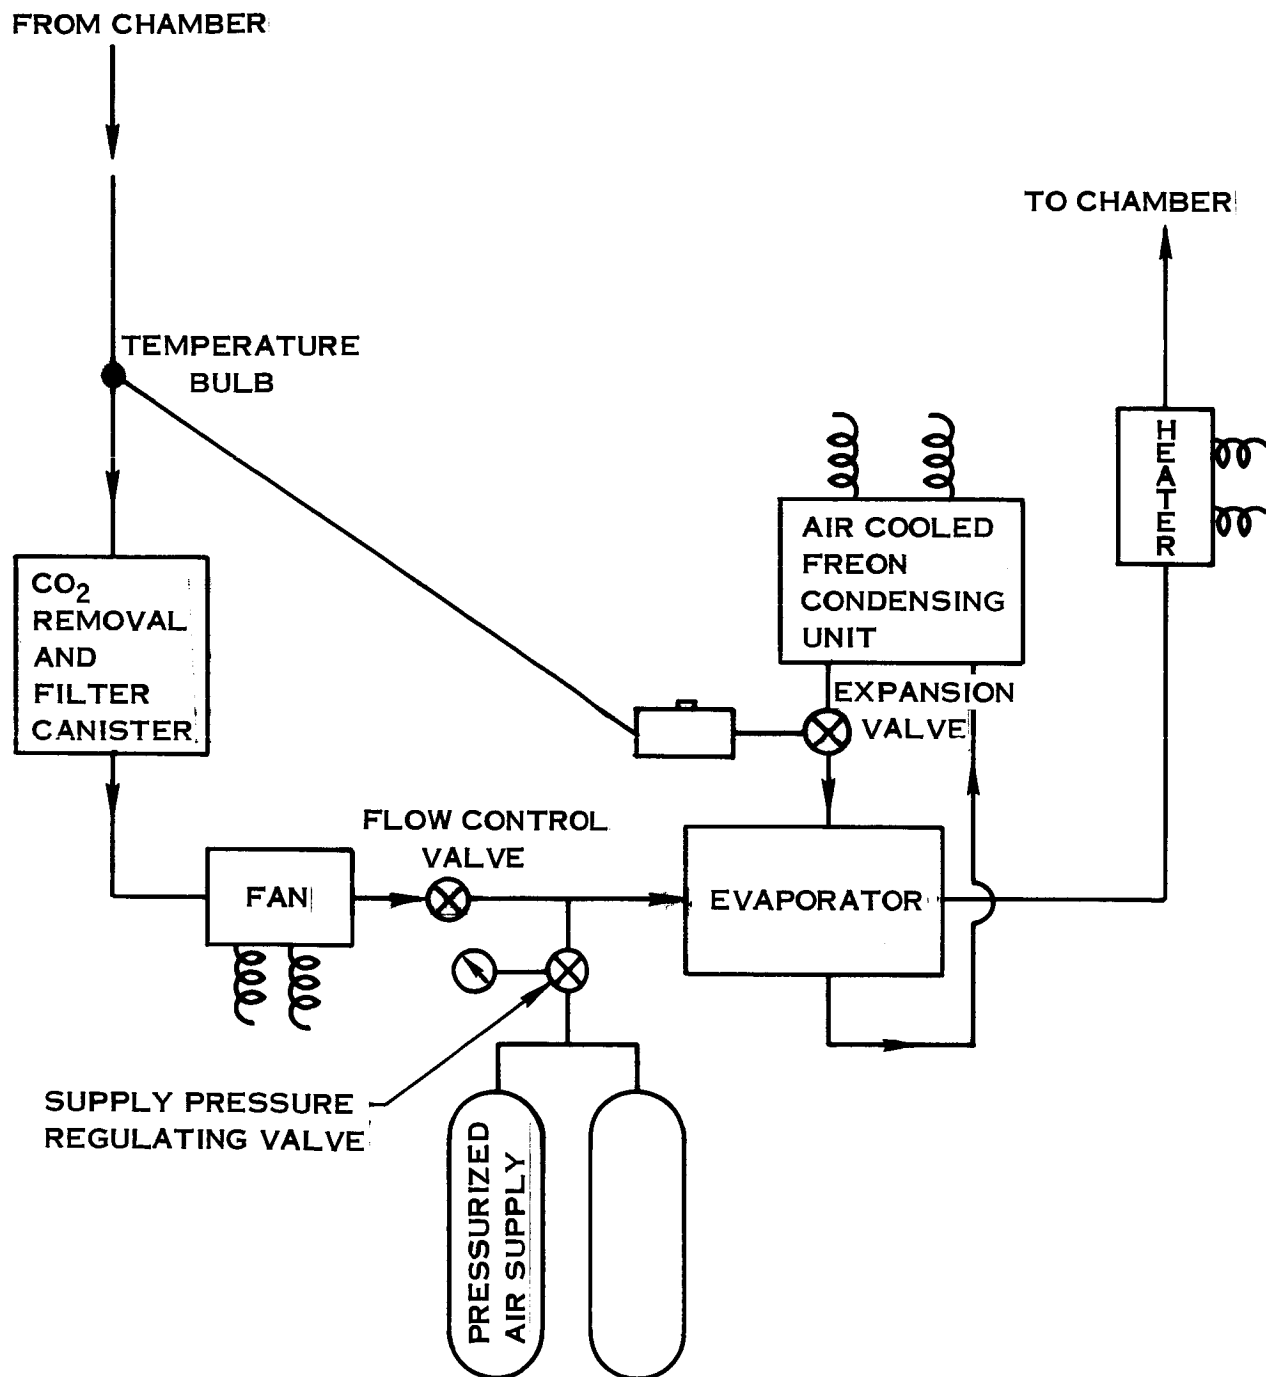 FROM CHAMBER
TO CHAMBER
TEMPERATURE
BULB
HEATER
AIR COOLED
FREON
CONDENSING
UNIT
CO2
REMOVAL
AND
FILTER
CANISTER
EXPANSION
VALVE
FLOW CONTROL
VALVE
FAN
EVAPORATOR
SUPPLY PRESSURE
REGULATING VALVE
PRESSURIZED
AIR SUPPLY